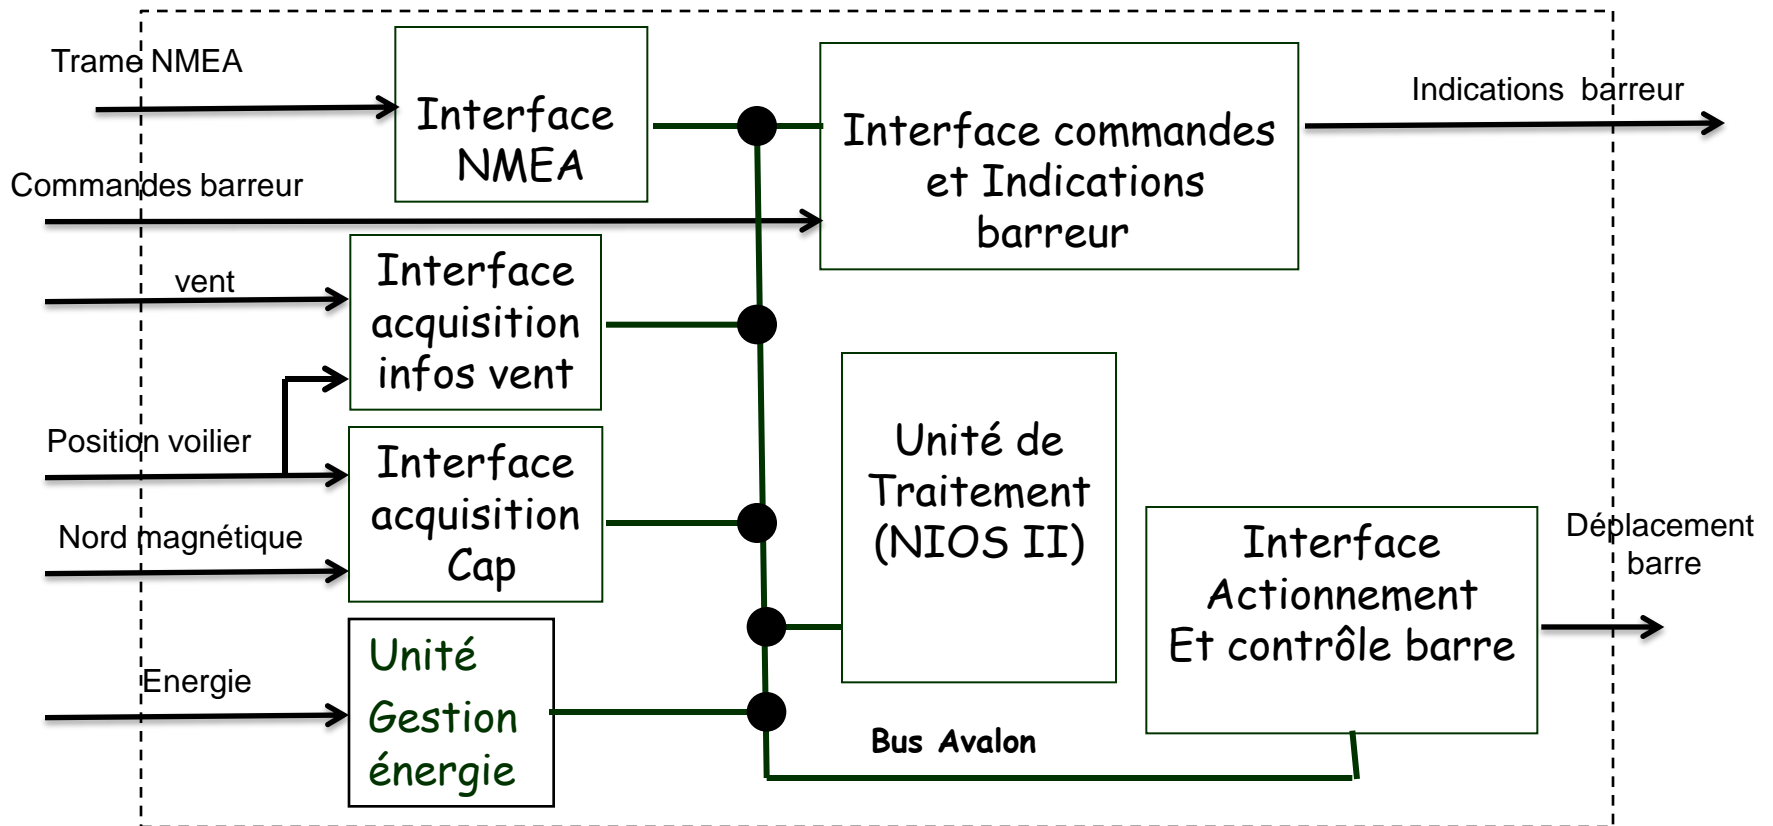 Trame NMEA
Interface
NMEA
Interface commandes
et Indications
barreur
Indications barreur
Commandes barreur
vent
Interface
acquisition
infos vent
Position voilier
Interface
acquisition
Cap
Nord magnétique
Unité de
Traitement
(NIOS II)
Interface
Actionnement
Et contrôle barre
Déplacement
barre
Energie
Unité
Gestion
énergie
Bus Avalon